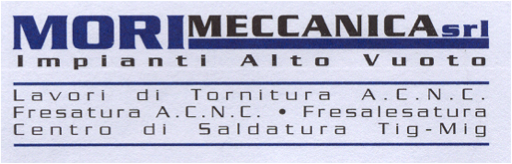 MORI MECCANICA srl
Impianti Alto Vuoto
Lavori di Tornitura A.C.N.C.
Fresatura A.C.N.C. • Fresalesatura
Centro di Saldatura Tig-Mig